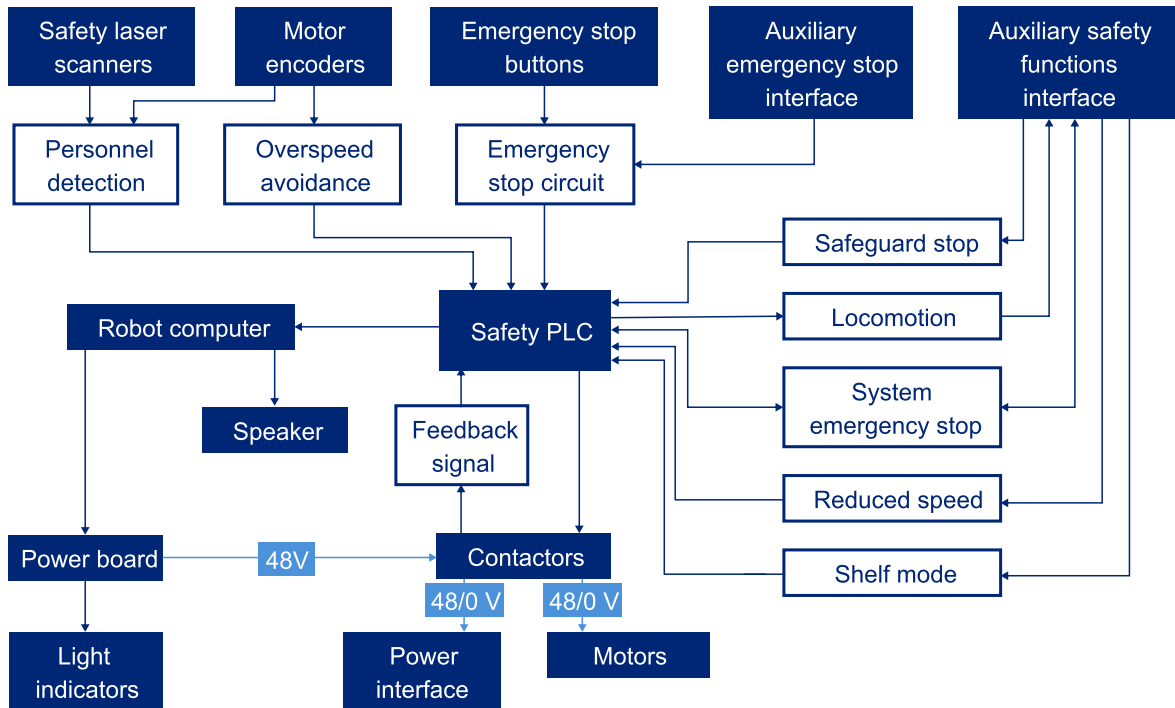 Safety laser
scanners
Motor
encoders
Emergency stop
buttons
Auxiliary
emergency stop
interface
Auxiliary safety
functions
interface
Personnel
detection
Overspeed
avoidance
Emergency
stop circuit
Safeguard stop
Robot computer
Safety PLC
Locomotion
System
emergency stop
Speaker
Feedback
signal
Reduced speed
Power board
48V
Contactors
Shelf mode
48/0 V
48/0 V
Light
indicators
Power
interface
Motors